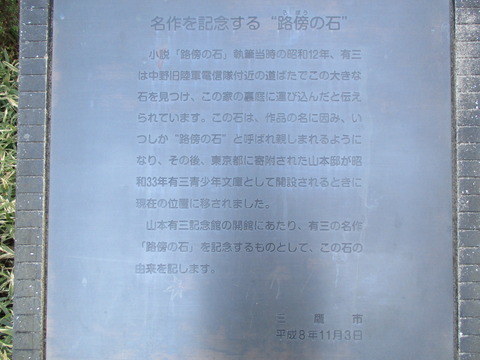 名作を記念する“路傍の石”
ろ ぼう
小説「路傍の石」執筆当時の昭和12年、有三
は中野旧陸軍電信隊付近の道ばたでこの大きな
石を見つけ、この家の裏庭に運び込んだと伝え
られています。この石は、作品の名に因み、い
つしか“路傍の石”と呼ばれ親しまれるように
なり、その後、東京都に寄附された山本邸が昭
和33年有三青少年文庫として開設されるときに
現在の位置に移されました。
山本有三記念館の開館にあたり、有三の名作
「路傍の石」を記念するものとして、この石の
由来を記します。
三鷹市
平成8年11月3日